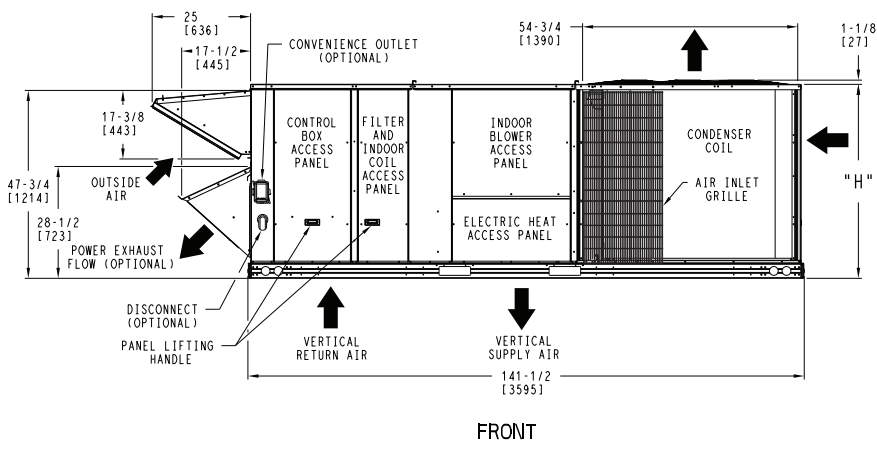 25
[636]
17-1/2
[445]
CONVENIENCE OUTLET
(OPTIONAL)
54-3/4
[1390]
1-1/8
[27]
17-3/8
[443]
CONTROL
BOX
ACCESS
PANEL
FILTER
AND
INDOOR
COIL
ACCESS
PANEL
INDOOR
BLOWER
ACCESS
PANEL
CONDENSER
COIL
AIR INLET
GRILLE
"H"
OUTSIDE
AIR
47-3/4
[1214]
28-1/2
[723]
ELECTRIC HEAT
ACCESS PANEL
POWER EXHAUST
FLOW (OPTIONAL)
DISCONNECT
(OPTIONAL)
PANEL LIFTING
HANDLE
VERTICAL
RETURN AIR
VERTICAL
SUPPLY AIR
141-1/2
[3595]
FRONT